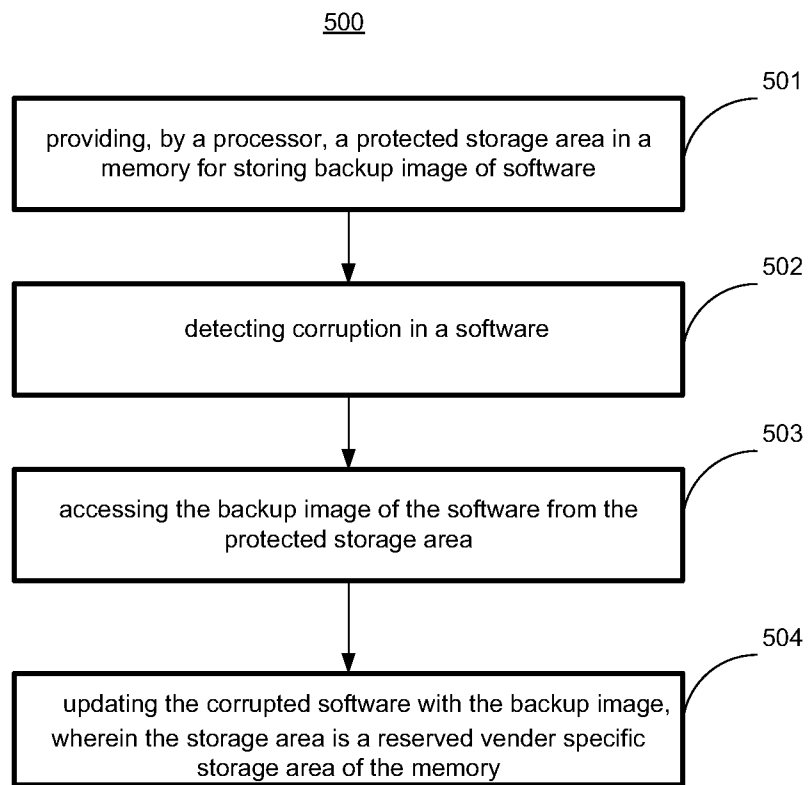 500
501
providing, by a processor, a protected storage area in a
memory for storing backup image of software
502
detecting corruption in a software
503
accessing the backup image of the software from the
protected storage area
504
updating the corrupted software with the backup image,
wherein the storage area is a reserved vender specific
storage area of the memory